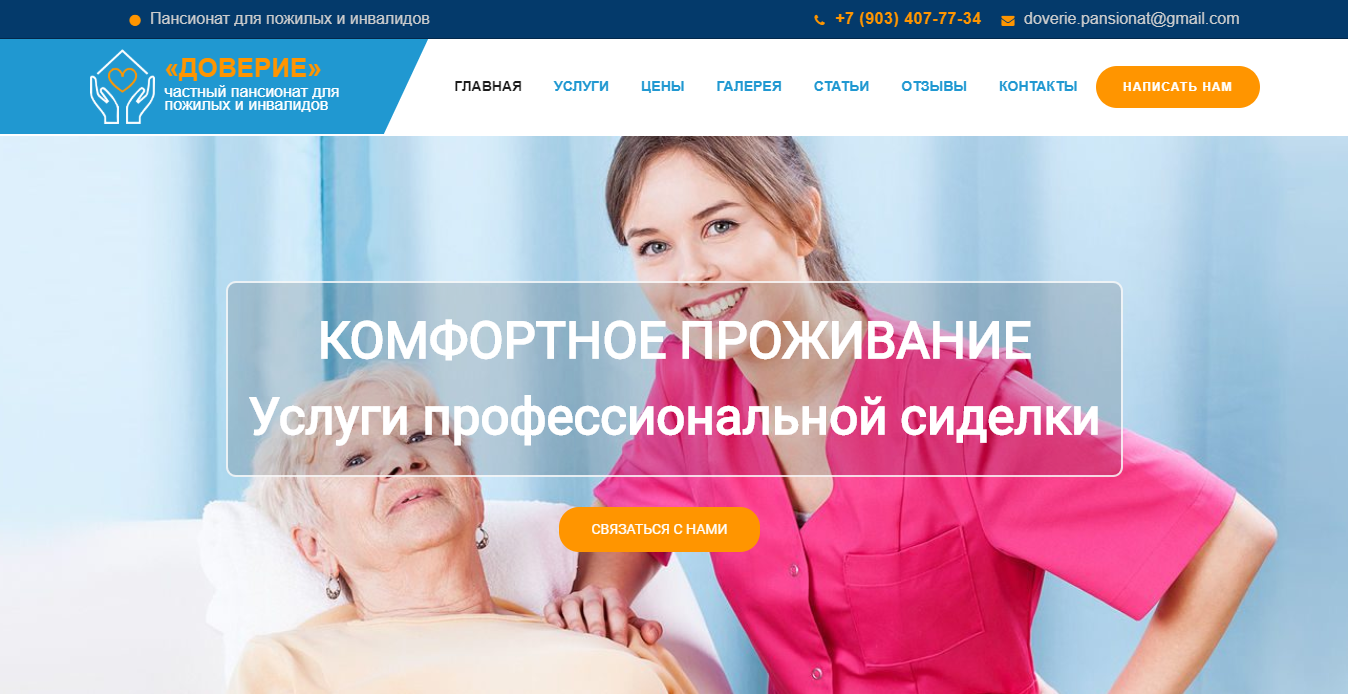 Пансионат для пожилых и инвалидов
+7 (903) 407-77-34
doverie.pansionat@gmail.com
«ДОВЕРИЕ»
частный пансионат для
пожилых и инвалидов
ГЛАВНАЯ
УСЛУГИ
ЦЕНЫ
ГАЛЕРЕЯ
СТАТЬИ
ОТЗЫВЫ
КОНТАКТЫ
НАПИСАТЬ НАМ
КОМФОРТНОЕ ПРОЖИВАНИЕ
Услуги профессиональной сиделки
СВЯЗАТЬСЯ С НАМИ